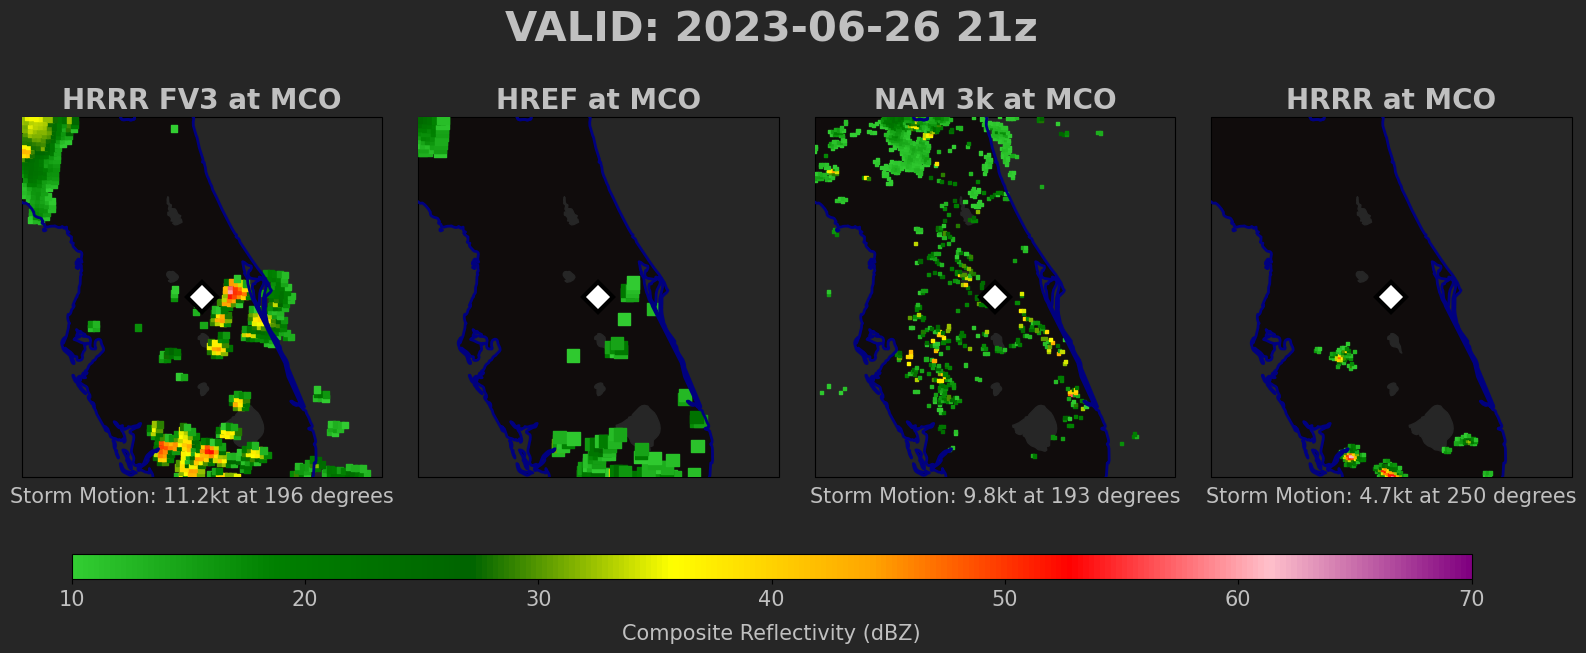 VALID: 2023-06-26 21z
HRRR FV3 at MCO
HREF at MCO
NAM 3k at MCO
HRRR at MCO
Storm Motion: 11.2kt at 196 degrees
Storm Motion: 9.8kt at 193 degrees
Storm Motion: 4.7kt at 250 degrees
10 20 30 40 50 60 70
Composite Reflectivity (dBZ)